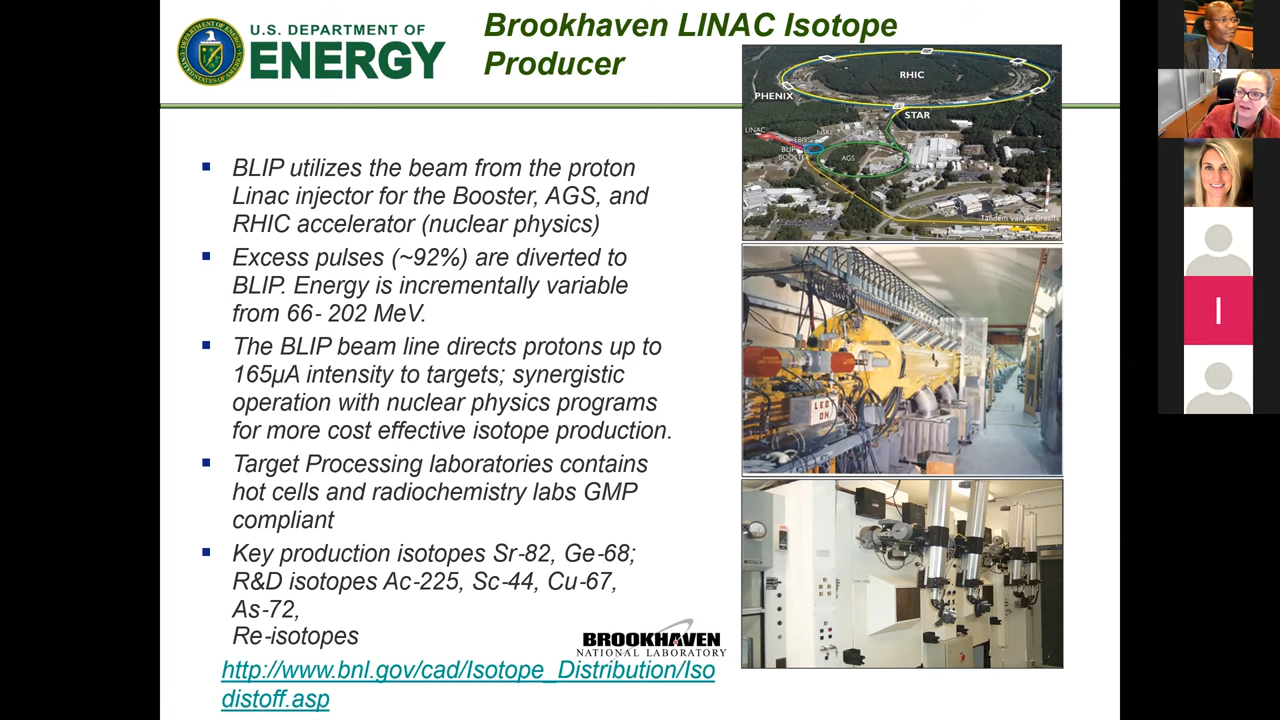 U.S. DEPARTMENT OF
ENERGY
Brookhaven LINAC Isotope
Producer
▪ BLIP utilizes the beam from the proton
Linac injector for the Booster, AGS, and
RHIC accelerator (nuclear physics)
▪ Excess pulses (~92%) are diverted to
BLIP. Energy is incrementally variable
from 66- 202 MeV.
▪ The BLIP beam line directs protons up to
165µA intensity to targets; synergistic
operation with nuclear physics programs
for more cost effective isotope production.
▪ Target Processing laboratories contains
hot cells and radiochemistry labs GMP
compliant
▪ Key production isotopes Sr-82, Ge-68;
R&D isotopes Ac-225, Sc-44, Cu-67,
As-72,
Re-isotopes
BROOKHAVEN
NATIONAL LABORATORY
http://www.bnl.gov/cad/Isotope_Distribution/Iso
distoff.asp
RHIC
PHENIX
STAR
LINAC
NSRL
EBIS
BLIP
BOOSTER
AGS
Tandem Van de Graaffs
LEB
ON
I